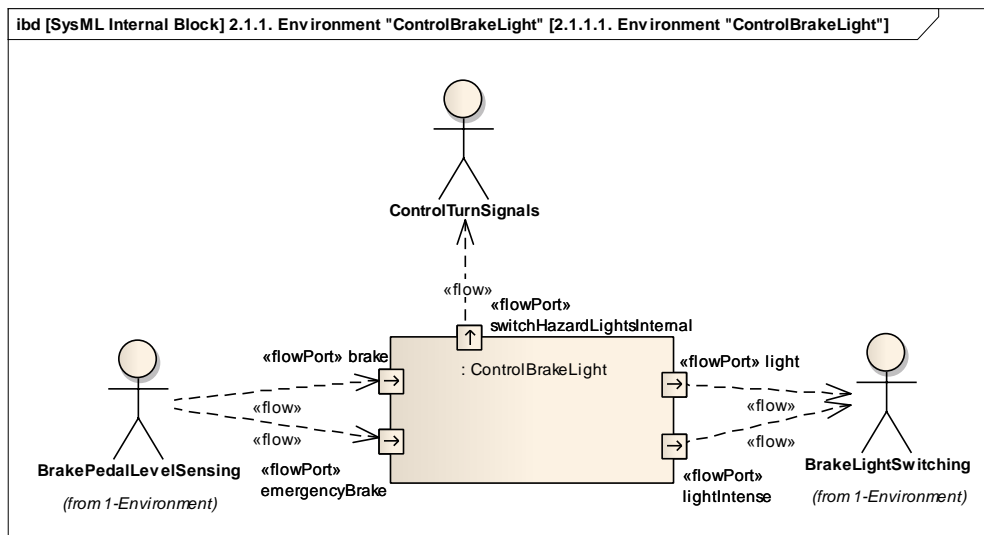 ibd [SysML Internal Block] 2.1.1. Environment "ControlBrakeLight" [2.1.1.1. Environment "ControlBrakeLight"]
ControlTurnSignals
«flow»
«flowPort»
switchHazardLightsInternal
«flowPort» brake
: ControlBrakeLight
«flowPort» light
«flow»
«flow»
«flow»
«flow»
BrakePedalLevelSensing
(from 1-Environment)
«flowPort»
emergencyBrake
«flowPort»
lightIntense
BrakeLightSwitching
(from 1-Environment)